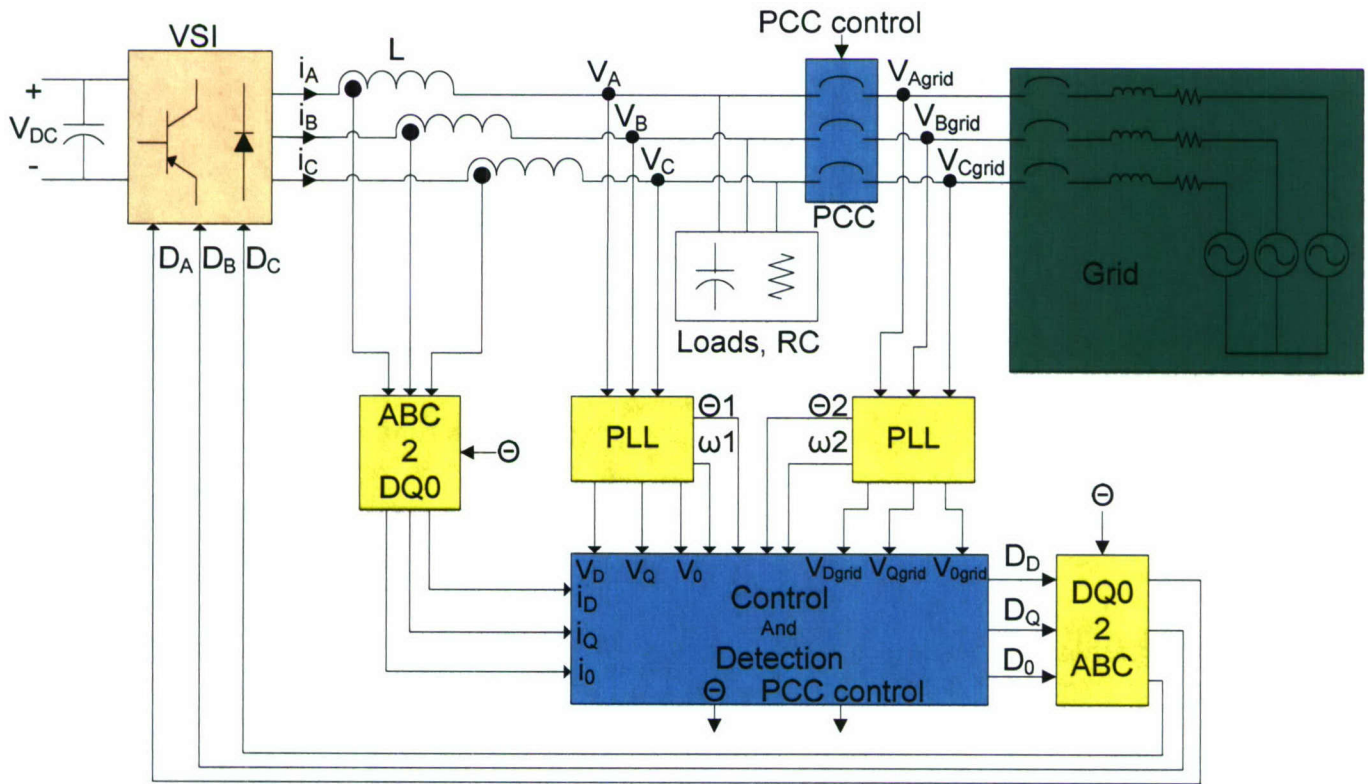 PCC control
VSI
L
iA
VA
VAgrid
+
VDC
-
iB
VB
VBgrid
iC
VC
VCgrid
PCC
DA DB DC
Grid
Loads, RC
ABC
2
DQ0
Θ
PLL
Θ1
ω1
Θ2
ω2
PLL
Θ
VD VQ V0 VDgrid VQgrid V0grid
iD
iQ
i0
Control
And
Detection
Θ PCC control
DD
DQ
D0
DQ0
2
ABC